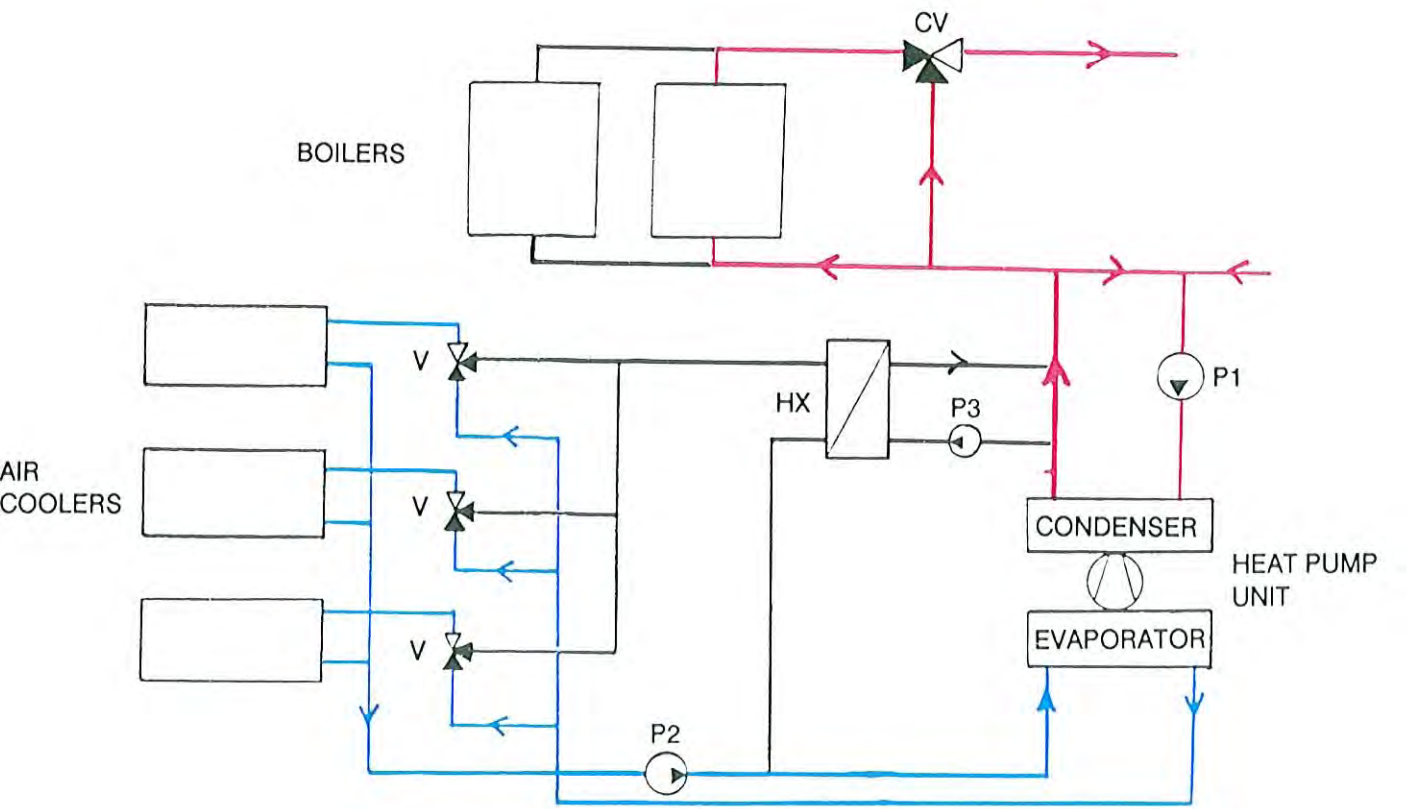 CV
BOILERS
V
HX
P3
P1
AIR
COOLERS
V
CONDENSER
HEAT PUMP
UNIT
V
EVAPORATOR
P2